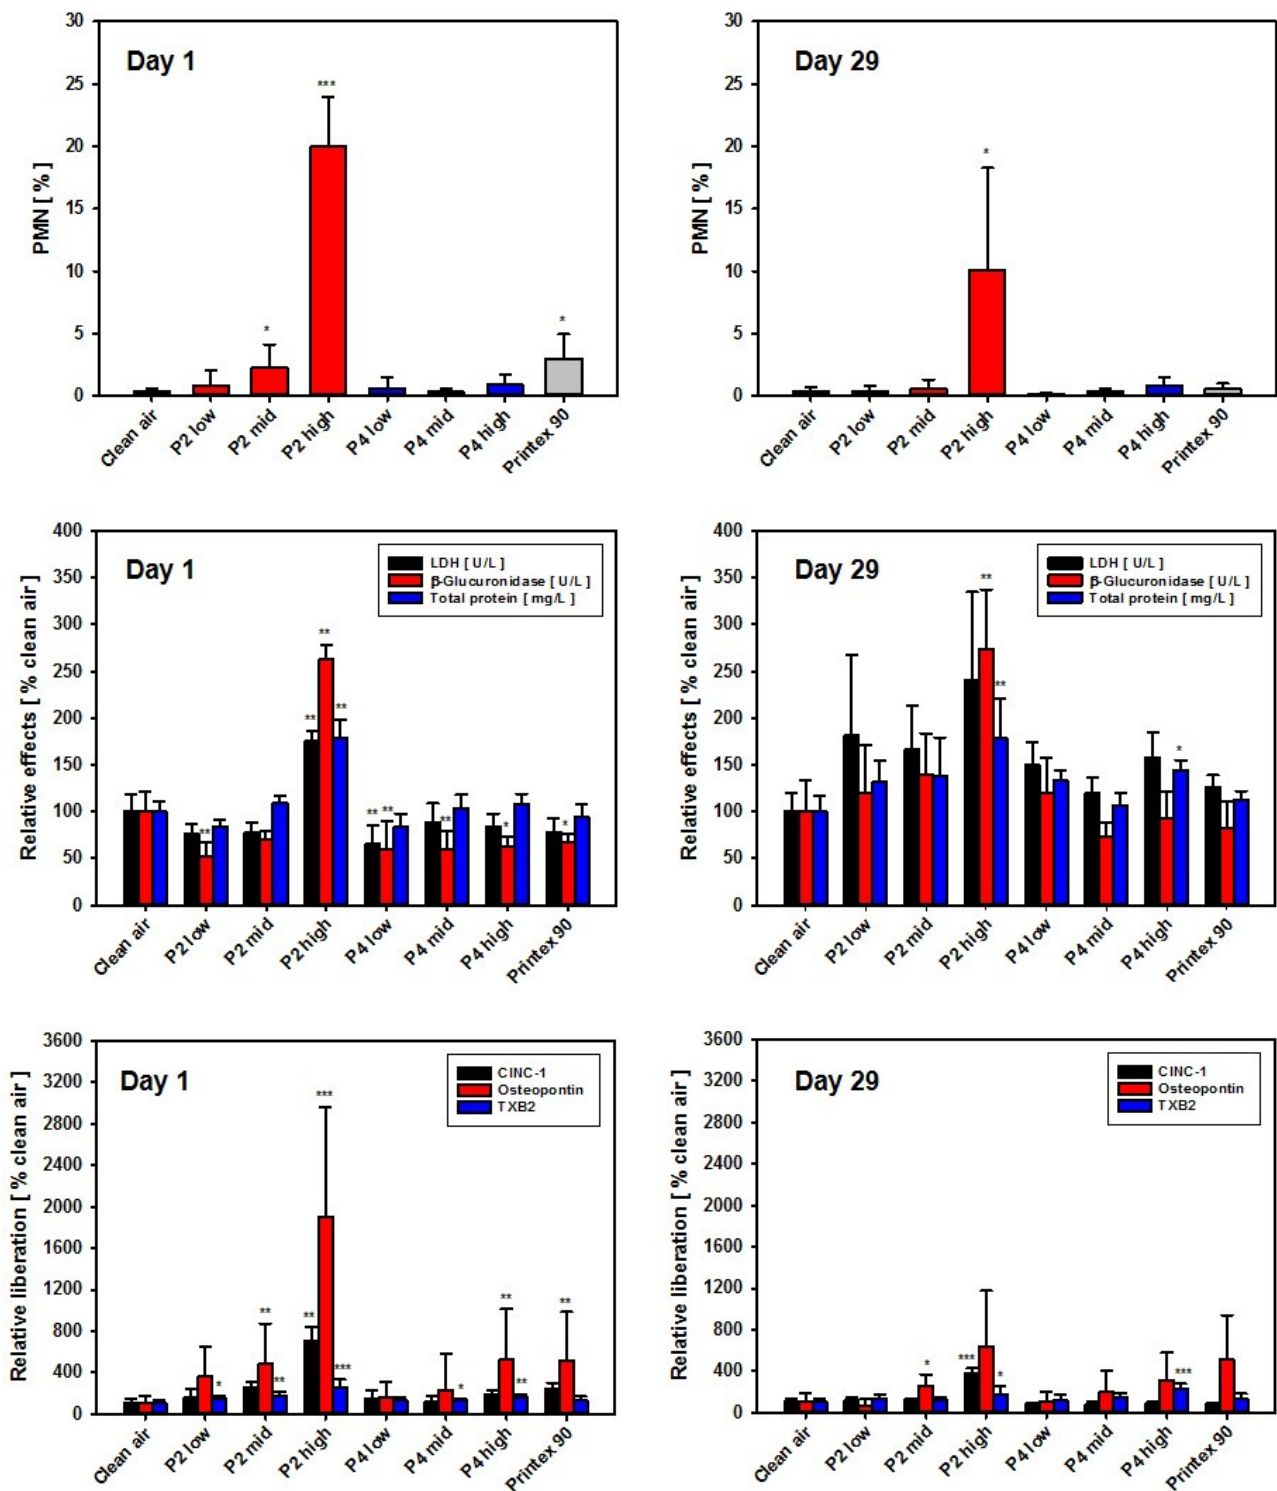 Day 1
PMN [ % ]
30
25
20
15
10
5
0
***
*
*
Clean air
P2 low
P2 mid
P2 high
P4 low
P4 mid
P4 high
Printex 90
Day 29
PMN [ % ]
30
25
20
15
10
5
0
*
Clean air
P2 low
P2 mid
P2 high
P4 low
P4 mid
P4 high
Printex 90
Day 1
Relative effects [ % clean air ]
400
350
300
250
200
150
100
50
0
LDH [ U/L ]
β-Glucuronidase [ U/L ]
Total protein [ mg/L ]
**
**
**
**
**
**
**
*
*
Clean air
P2 low
P2 mid
P2 high
P4 low
P4 mid
P4 high
Printex 90
Day 29
Relative effects [ % clean air ]
400
350
300
250
200
150
100
50
0
LDH [ U/L ]
β-Glucuronidase [ U/L ]
Total protein [ mg/L ]
**
**
*
Clean air
P2 low
P2 mid
P2 high
P4 low
P4 mid
P4 high
Printex 90
Day 1
Relative liberation [ % clean air ]
3600
3200
2800
2400
2000
1600
1200
800
400
0
CINC-1
Osteopontin
TXB2
*
**
**
**
***
***
*
**
**
**
Clean air
P2 low
P2 mid
P2 high
P4 low
P4 mid
P4 high
Printex 90
Day 29
Relative liberation [ % clean air ]
3600
3200
2800
2400
2000
1600
1200
800
400
0
CINC-1
Osteopontin
TXB2
*
***
*
***
Clean air
P2 low
P2 mid
P2 high
P4 low
P4 mid
P4 high
Printex 90